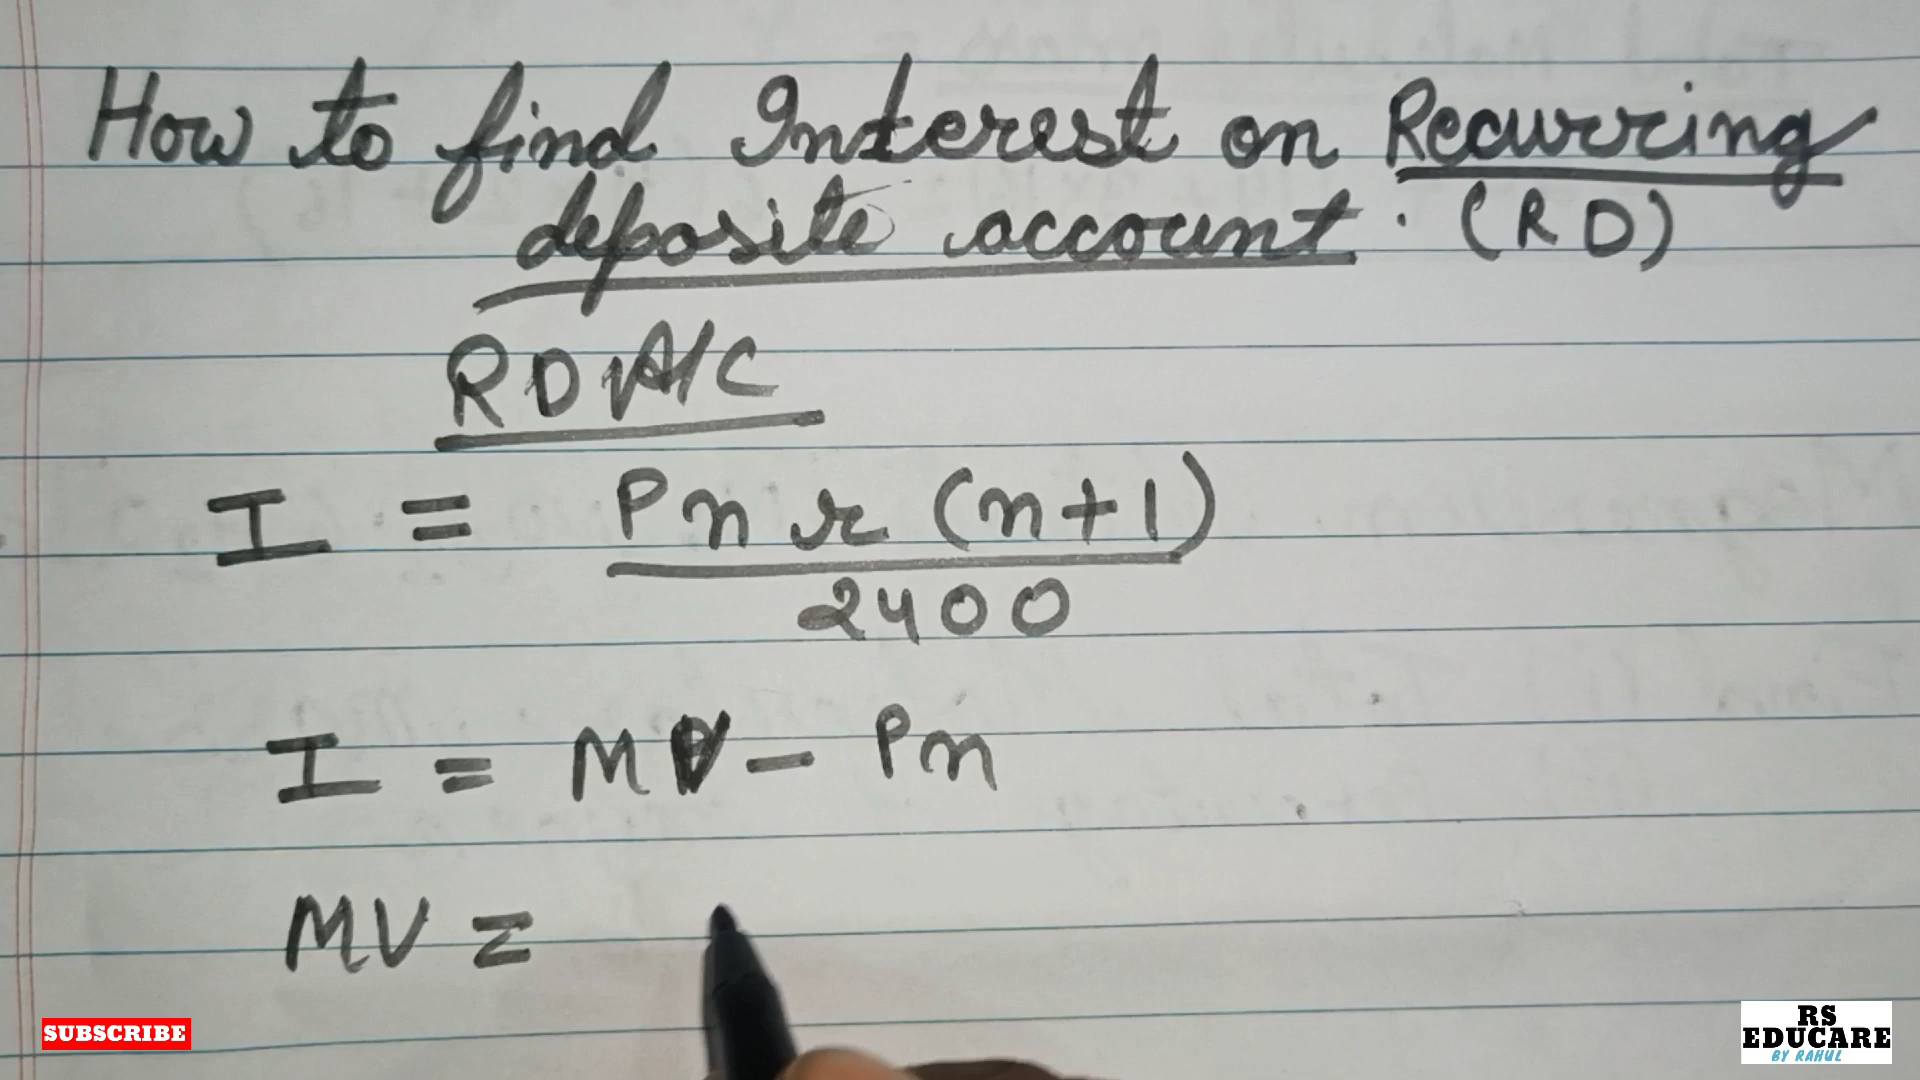 How to find Interest on Recurring
deposite account. (RD)
RD A/C
I = Pnr(n+1)
2400
I = MV - Pn
MV =
SUBSCRIBE
RS
EDUCARE
BY RAHUL